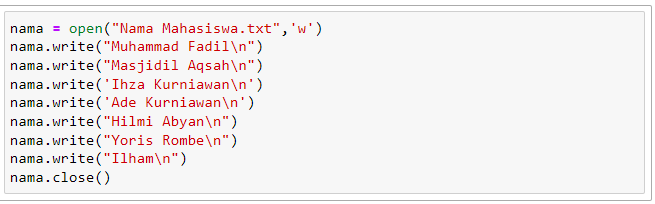 nama = open("Nama Mahasiswa.txt",'w')
nama.write("Muhammad Fadil\n")
nama.write("Masjidil Aqsah\n")
nama.write('Ihza Kurniawan\n')
nama.write('Ade Kurniawan\n')
nama.write("Hilmi Abyan\n")
nama.write("Yoris Rombe\n")
nama.write("Ilham\n")
nama.close()